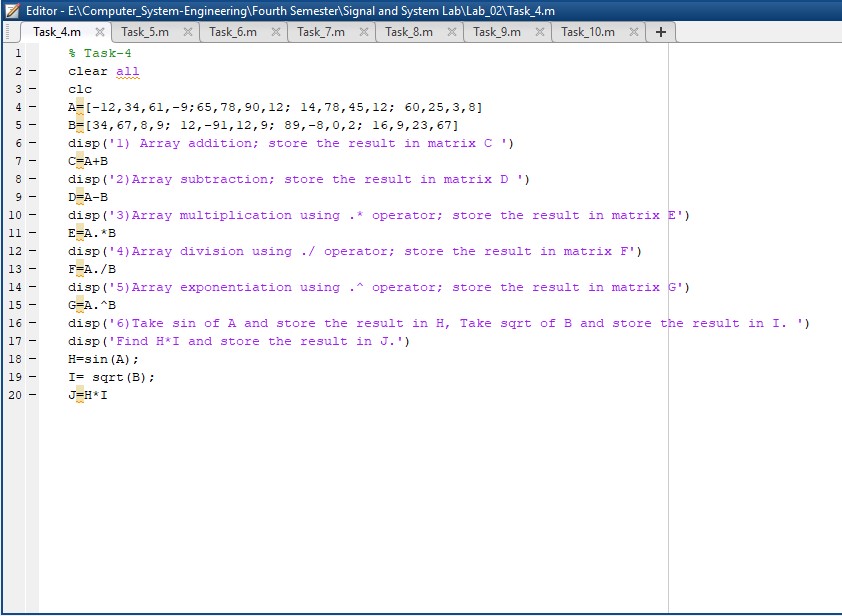 Editor - E:\Computer_System-Engineering\Fourth Semester\Signal and System Lab\Lab_02\Task_4.m
Task_4.m × Task_5.m × Task_6.m × Task_7.m × Task_8.m × Task_9.m × Task_10.m × +
1 % Task-4
2 - clear all
3 - clc
4 - A=[-12,34,61,-9;65,78,90,12; 14,78,45,12; 60,25,3,8]
5 - B=[34,67,8,9; 12,-91,12,9; 89,-8,0,2; 16,9,23,67]
6 - disp('1) Array addition; store the result in matrix C ')
7 - C=A+B
8 - disp('2)Array subtraction; store the result in matrix D ')
9 - D=A-B
10 - disp('3)Array multiplication using .* operator; store the result in matrix E')
11 - E=A.*B
12 - disp('4)Array division using ./ operator; store the result in matrix F')
13 - F=A./B
14 - disp('5)Array exponentiation using .^ operator; store the result in matrix G')
15 - G=A.^B
16 - disp('6)Take sin of A and store the result in H, Take sqrt of B and store the result in I. ')
17 - disp('Find H*I and store the result in J.')
18 - H=sin(A);
19 - I= sqrt(B);
20 - J=H*I